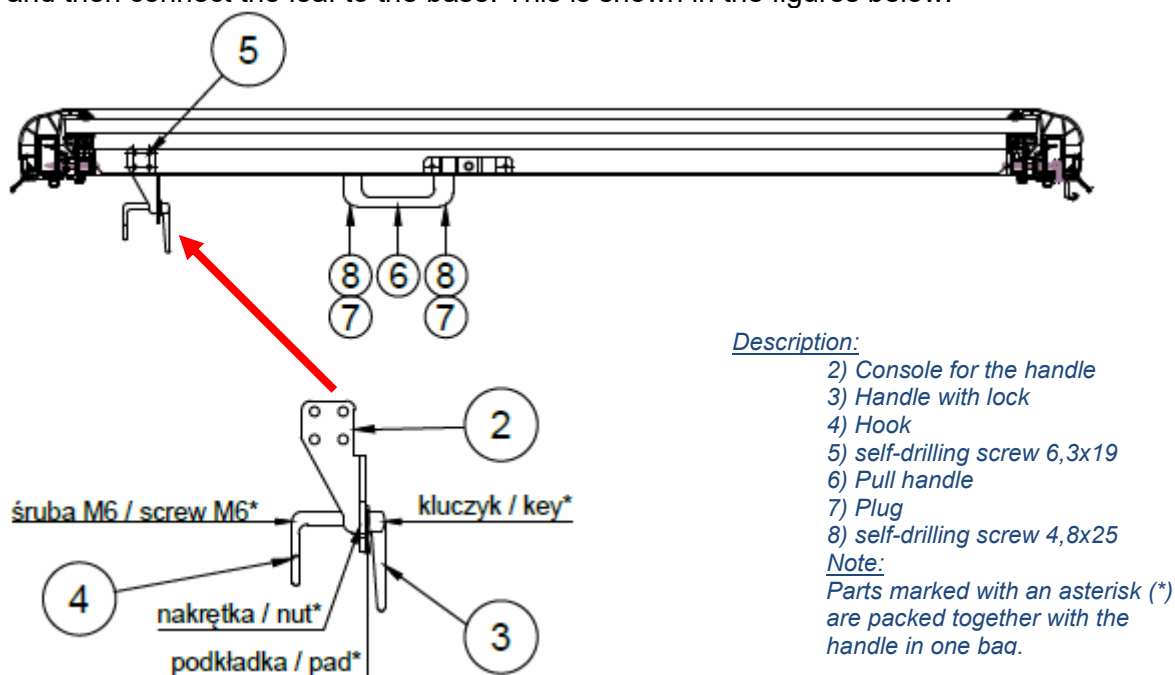 and then connect the leaf to the base. This is shown in the figures below.
5
8 6 8
7 7
Description:
2) Console for the handle
3) Handle with lock
4) Hook
5) self-drilling screw 6,3x19
6) Pull handle
7) Plug
8) self-drilling screw 4,8x25
Note:
Parts marked with an asterisk (*)
are packed together with the
handle in one bag.
2
śruba M6 / screw M6*
kluczyk / key*
4
nakrętka / nut*
3
podkładka / pad*